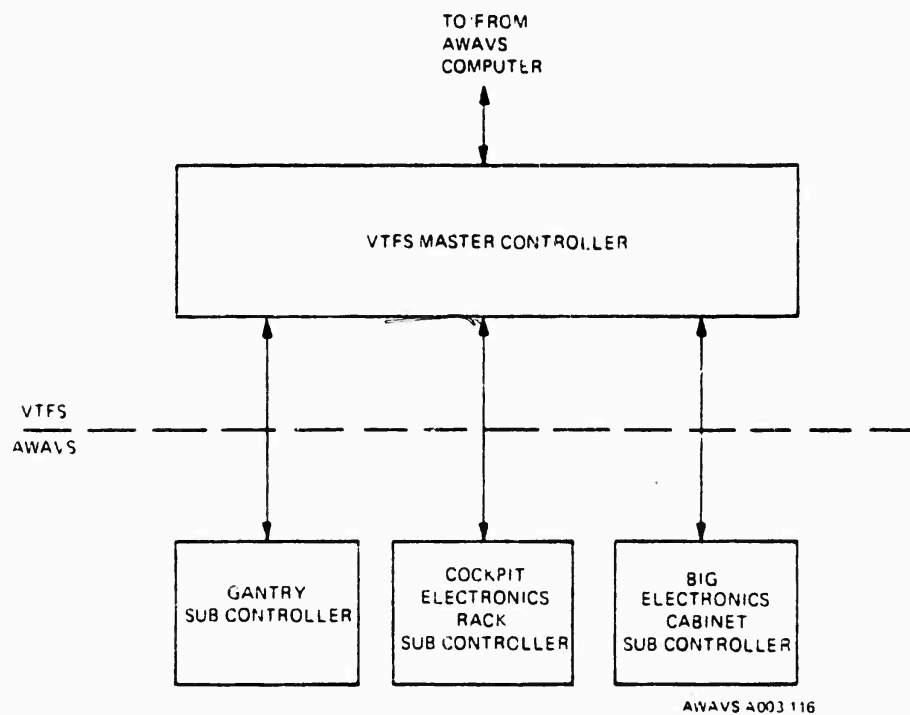 TO FROM
AWAVS
COMPUTER
VTFS MASTER CONTROLLER
VTFS
AWAVS
GANTRY
SUB CONTROLLER
COCKPIT
ELECTRONICS
RACK
SUB CONTROLLER
BIG
ELECTRONICS
CABINET
SUB CONTROLLER
AWAVS A003 116